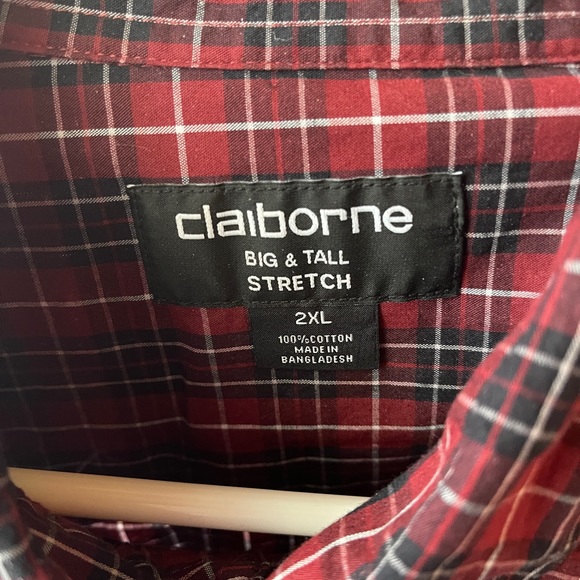 claiborne
BIG & TALL
STRETCH
2XL
100% COTTON
MADE IN
BANGLADESH